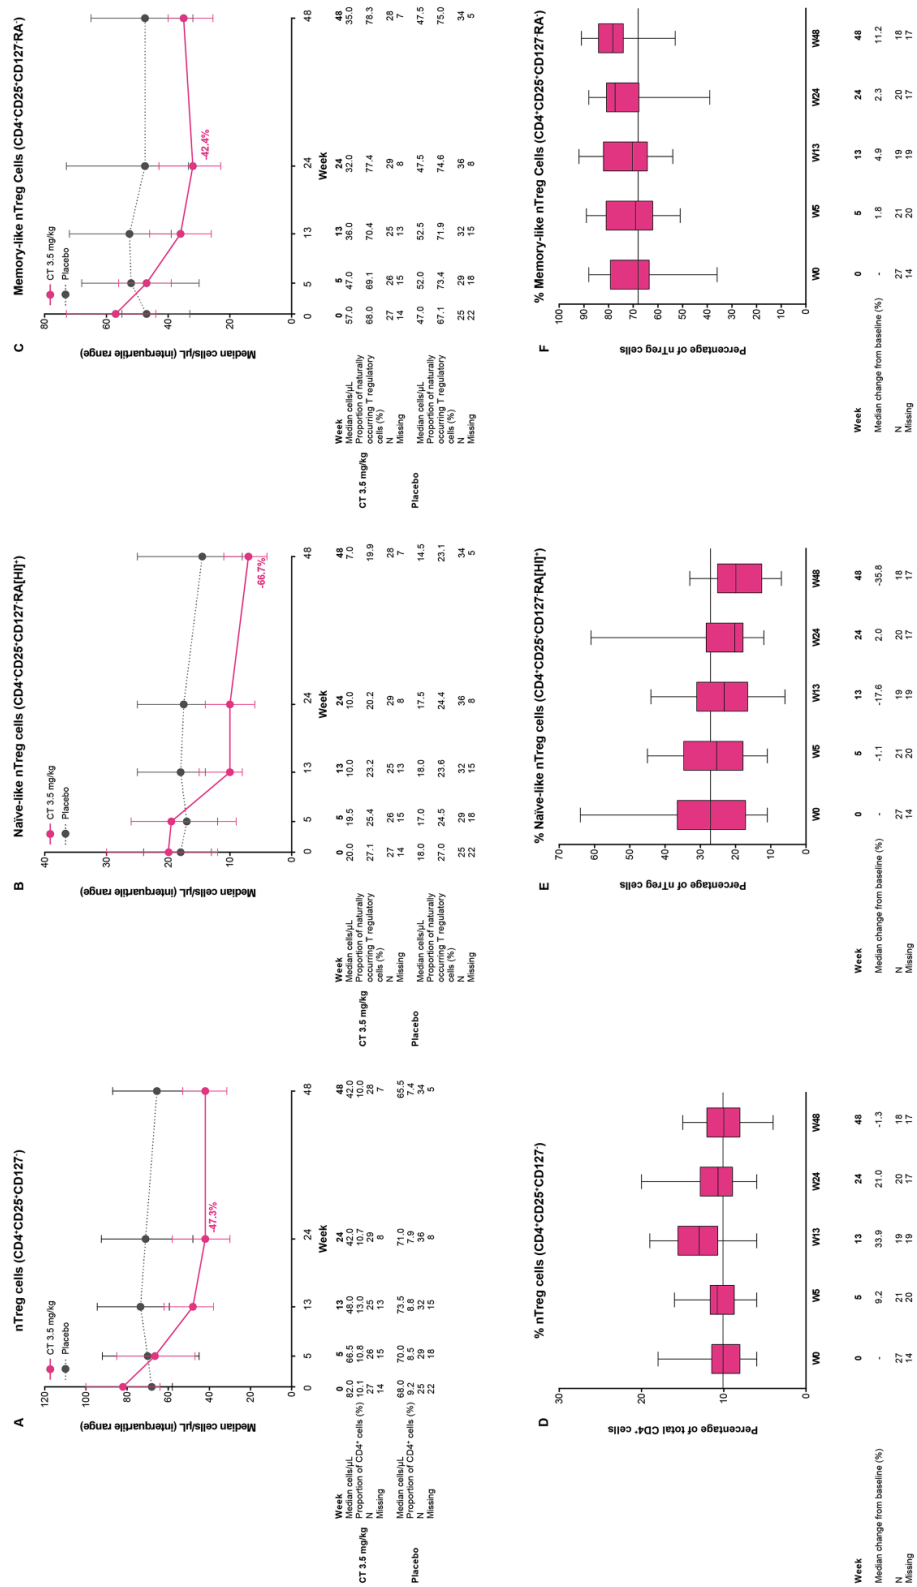 A
nTreg cells (CD4⁺CD25⁺CD127⁻)
CT 3.5 mg/kg
Placebo
Median cells/µL (interquartile range)
120
100
80
60
40
20
0
-47.3%
0 5 13 24 48
Week
Week 0 5 13 24 48
CT 3.5 mg/kg
Median cells/µL 82.0 66.5 48.0 42.0 42.0
Proportion of CD4⁺ cells (%) 10.1 10.8 13.0 10.7 10.0
N 27 26 25 29 28
Missing 14 15 13 8 7
Placebo
Median cells/µL 68.0 70.0 73.5 71.0 65.5
Proportion of CD4⁺ cells (%) 9.2 8.5 8.8 7.9 7.4
N 25 29 32 36 34
Missing 22 18 15 8 5
B
Naïve-like nTreg cells (CD4⁺CD25⁺CD127⁻RA[HI]⁺)
CT 3.5 mg/kg
Placebo
Median cells/µL (interquartile range)
40
30
20
10
0
-66.7%
0 5 13 24 48
Week
Week 0 5 13 24 48
CT 3.5 mg/kg
Median cells/µL 20.0 19.5 10.0 10.0 7.0
Proportion of naturally
occurring T regulatory
cells (%) 27.1 25.4 23.2 20.2 19.9
N 27 26 25 29 28
Missing 14 15 13 8 7
Placebo
Median cells/µL 18.0 17.0 18.0 17.5 14.5
Proportion of naturally
occurring T regulatory
cells (%) 27.0 24.5 23.6 24.4 23.1
N 25 29 32 36 34
Missing 22 18 15 8 5
C
Memory-like nTreg Cells (CD4⁺CD25⁺CD127⁻RA⁻)
CT 3.5 mg/kg
Placebo
Median cells/µL (interquartile range)
80
60
40
20
0
-42.4%
0 5 13 24 48
Week
Week 0 5 13 24 48
CT 3.5 mg/kg
Median cells/µL 57.0 47.0 36.0 32.0 35.0
Proportion of naturally
occurring T regulatory
cells (%) 68.0 69.1 70.4 77.4 78.3
N 27 26 25 29 28
Missing 14 15 13 8 7
Placebo
Median cells/µL 47.0 52.0 52.5 47.5 47.5
Proportion of naturally
occurring T regulatory
cells (%) 67.1 73.4 71.9 74.6 75.0
N 25 29 32 36 34
Missing 22 18 15 8 5
D
% nTreg cells (CD4⁺CD25⁺CD127⁻)
Percentage of total CD4⁺ cells
30
20
10
0
W0 W5 W13 W24 W48
Week 0 5 13 24 48
Median change from baseline (%) - 9.2 33.9 21.0 -1.3
N 27 21 19 20 18
Missing 14 20 19 17 17
E
% Naïve-like nTreg cells (CD4⁺CD25⁺CD127⁻RA[HI]⁺)
Percentage of nTreg cells
70
60
50
40
30
20
10
0
W0 W5 W13 W24 W48
Week 0 5 13 24 48
Median change from baseline (%) - -1.1 -17.6 2.0 -35.8
N 27 21 19 20 18
Missing 14 20 19 17 17
F
% Memory-like nTreg Cells (CD4⁺CD25⁺CD127⁻RA⁻)
Percentage of nTreg cells
100
90
80
70
60
50
40
30
20
10
0
W0 W5 W13 W24 W48
Week 0 5 13 24 48
Median change from baseline (%) - 1.8 4.9 2.3 11.2
N 27 21 19 20 18
Missing 14 20 19 17 17